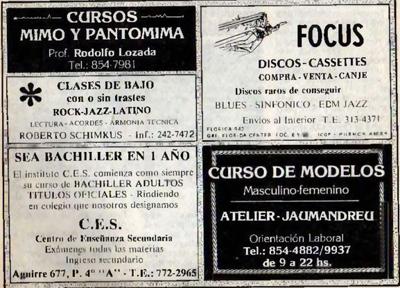 CURSOS
MIMO Y PANTOMIMA
Prof. Rodolfo Lozada
Tel.: 854-7981
CLASES DE BAJO
con o sin trastes
ROCK-JAZZ-LATINO
LECTURA - ACORDES - ARMONIA TECNICA
ROBERTO SCHIMKUS - Inf.: 242-7472
SEA BACHILLER EN 1 AÑO
El instituto C.E.S. comienza como siempre
su curso de BACHILLER ADULTOS
TITULOS OFICIALES - Rindiendo
en colegio que nosotros designamos
C.E.S.
Centro de Enseñanza Secundaria
Exámenes todas las materias
Ingreso secundario
Aguirre 677, P. 4º "A" - T.E.: 772-2965
FOCUS
DISCOS - CASSETTES
COMPRA - VENTA - CANJE
Discos raros de conseguir
BLUES - SINFONICO - EDM JAZZ
Envíos al Interior T.E. 313-4371
FLORIDA
CURSO DE MODELOS
Masculino-femenino
ATELIER - JAUMANDREU
Orientación Laboral
Tel.: 854-4882/9937
de 9 a 22 hs.